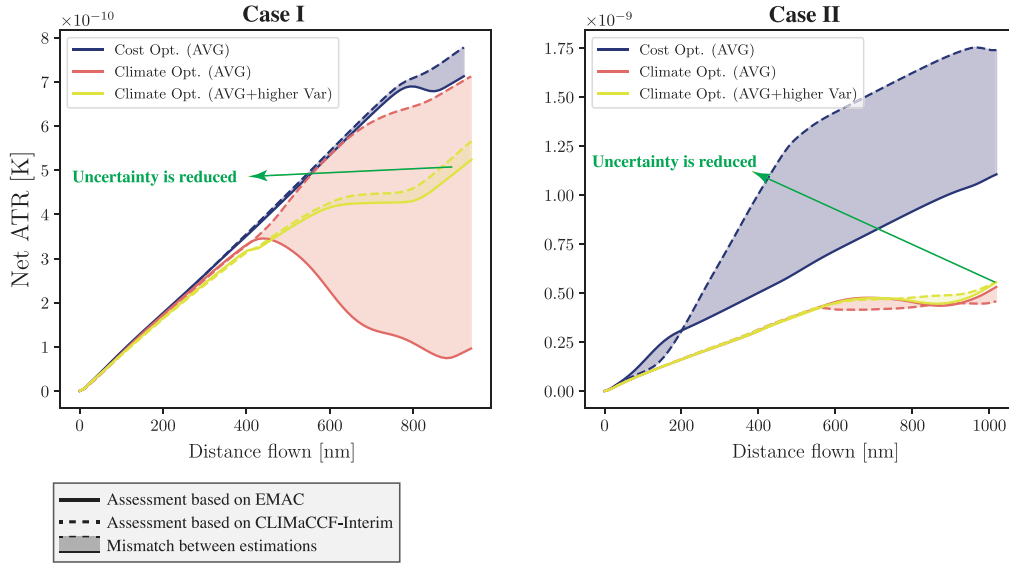 Case I
×10−10
Net ATR [K]
8
7
6
5
4
3
2
1
0
Cost Opt. (AVG)
Climate Opt. (AVG)
Climate Opt. (AVG+higher Var)
Uncertainty is reduced
0 200 400 600 800
Distance flown [nm]
Case II
×10−9
1.75
1.50
1.25
1.00
0.75
0.50
0.25
0.00
Cost Opt. (AVG)
Climate Opt. (AVG)
Climate Opt. (AVG+higher Var)
Uncertainty is reduced
0 200 400 600 800 1000
Distance flown [nm]
Assessment based on EMAC
Assessment based on CLIMaCCF-Interim
Mismatch between estimations